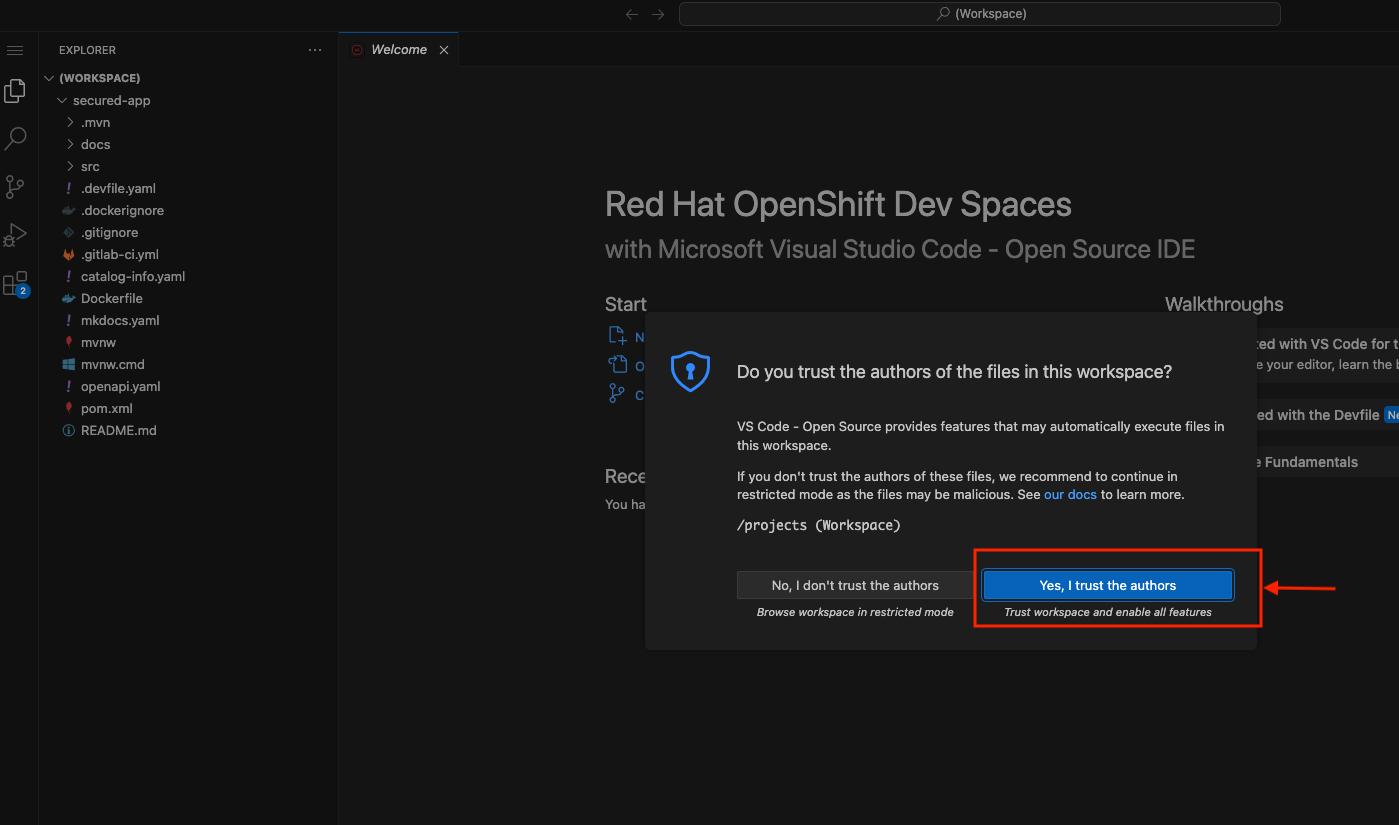 (Workspace)
EXPLORER
Welcome
(WORKSPACE)
secured-app
.mvn
docs
src
.devfile.yaml
.dockerignore
.gitignore
.gitlab-ci.yml
catalog-info.yaml
Dockerfile
mkdocs.yaml
mvnw
mvnw.cmd
openapi.yaml
pom.xml
README.md
2
Red Hat OpenShift Dev Spaces
with Microsoft Visual Studio Code - Open Source IDE
Start
N
O
C
Rece
You ha
Walkthroughs
ted with VS Code for t
e your editor, learn the b
ed with the Devfile Ne
e Fundamentals
Do you trust the authors of the files in this workspace?
VS Code - Open Source provides features that may automatically execute files in
this workspace.
If you don't trust the authors of these files, we recommend to continue in
restricted mode as the files may be malicious. See our docs to learn more.
/projects (Workspace)
No, I don't trust the authors
Browse workspace in restricted mode
Yes, I trust the authors
Trust workspace and enable all features